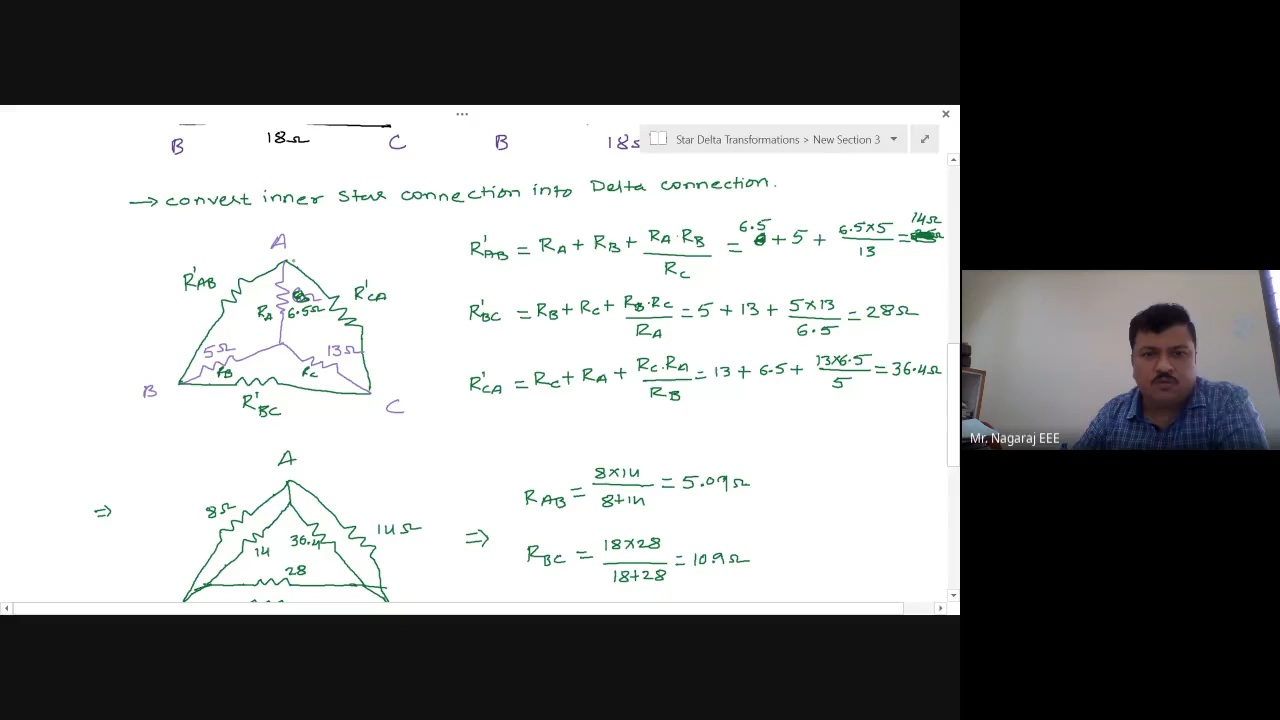 18Ω
B C B 18Ω
Star Delta Transformations > New Section 3
→ convert inner star connection into Delta connection.
A
R'AB R'CA
RA 6.5Ω
5Ω 13Ω
RB RC
B C
R'BC
R'AB = RA + RB + RA·RB/RC = 6.5 + 5 + 6.5×5/13 = 14Ω
R'BC = RB + RC + RB·RC/RA = 5 + 13 + 5×13/6.5 = 28Ω
R'CA = RC + RA + RC·RA/RB = 13 + 6.5 + 13×6.5/5 = 36.4Ω
A
⇒ 8Ω 14Ω
14 36.4
28
⇒ RAB = 8×14/8+14 = 5.09Ω
RBC = 18×28/18+28 = 10.9Ω
Mr. Nagaraj EEE